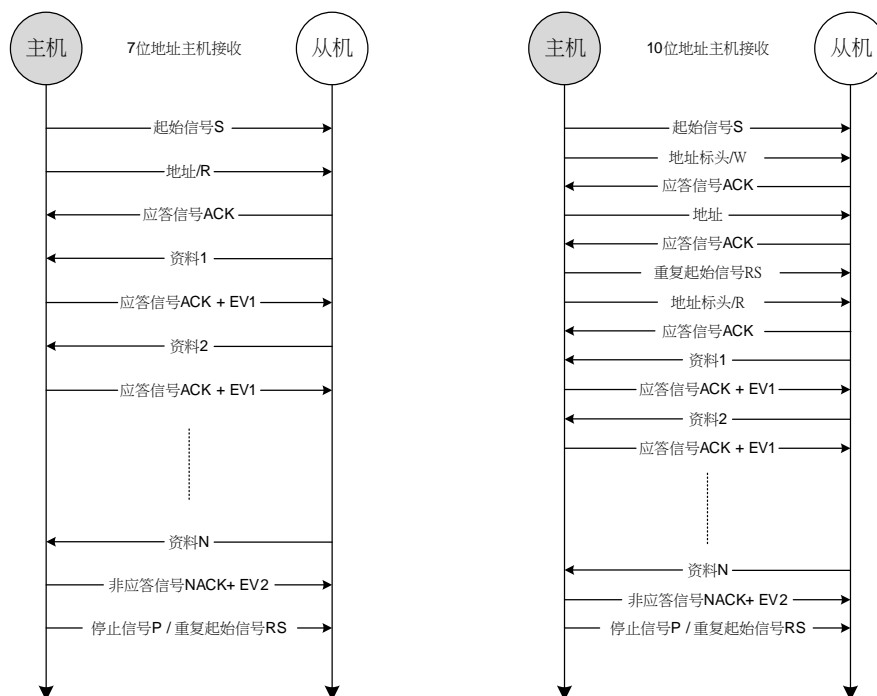 主机
7位地址主机接收
从机
起始信号S
地址/R
应答信号ACK
资料1
应答信号ACK + EV1
资料2
应答信号ACK + EV1
资料N
非应答信号NACK+ EV2
停止信号P / 重复起始信号RS
主机
10位地址主机接收
从机
起始信号S
地址标头/W
应答信号ACK
地址
应答信号ACK
重复起始信号RS
地址标头/R
应答信号ACK
资料1
应答信号ACK + EV1
资料2
应答信号ACK + EV1
资料N
非应答信号NACK+ EV2
停止信号P / 重复起始信号RS